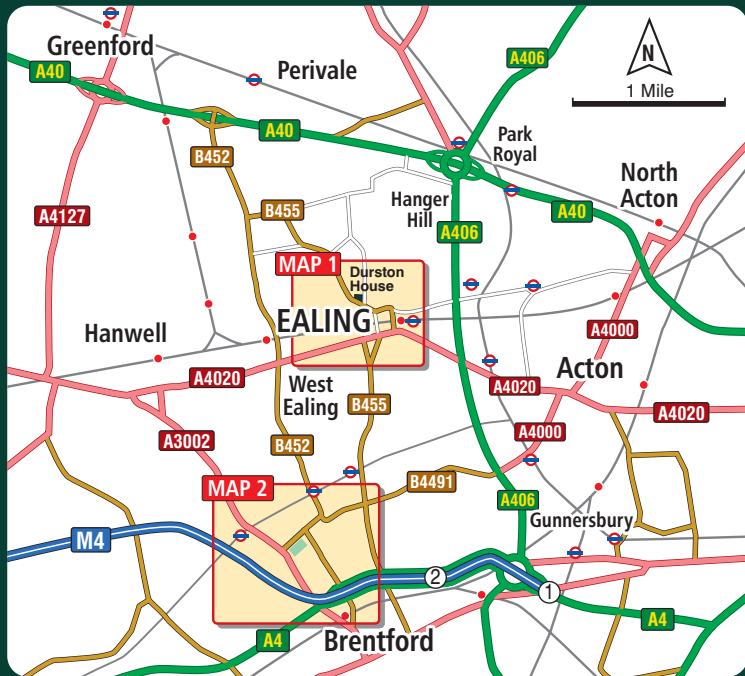 Greenford
A40
Perivale
A406
N
1 Mile
A40
Park
Royal
B452
North
Acton
A4127
B455
Hanger
Hill
A406
A40
MAP 1
Durston
House
EALING
Hanwell
A4000
A4020
West
Ealing
Acton
A4020
B455
A4020
A3002
B452
A4000
MAP 2
B4491
A406
Gunnersbury
M4
2
1
A4
Brentford
A4